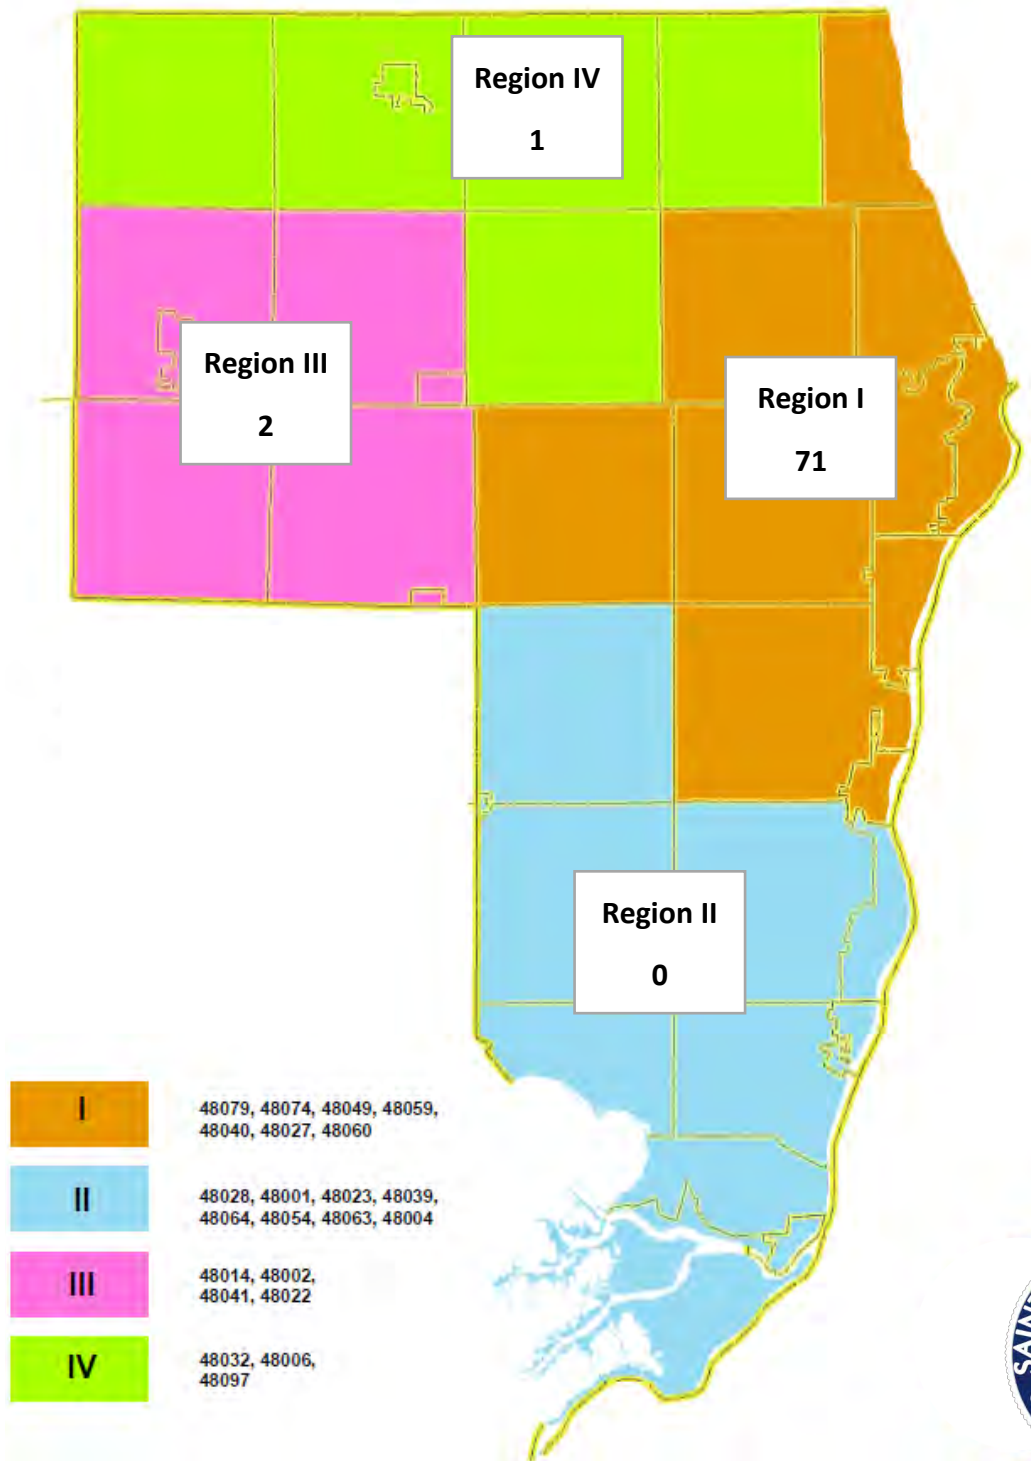 Region IV
1
Region III
2
Region I
71
Region II
0
I
48079, 48074, 48049, 48059,
48040, 48027, 48060
II
48028, 48001, 48023, 48039,
48064, 48054, 48063, 48004
III
48014, 48002,
48041, 48022
IV
48032, 48006,
48097